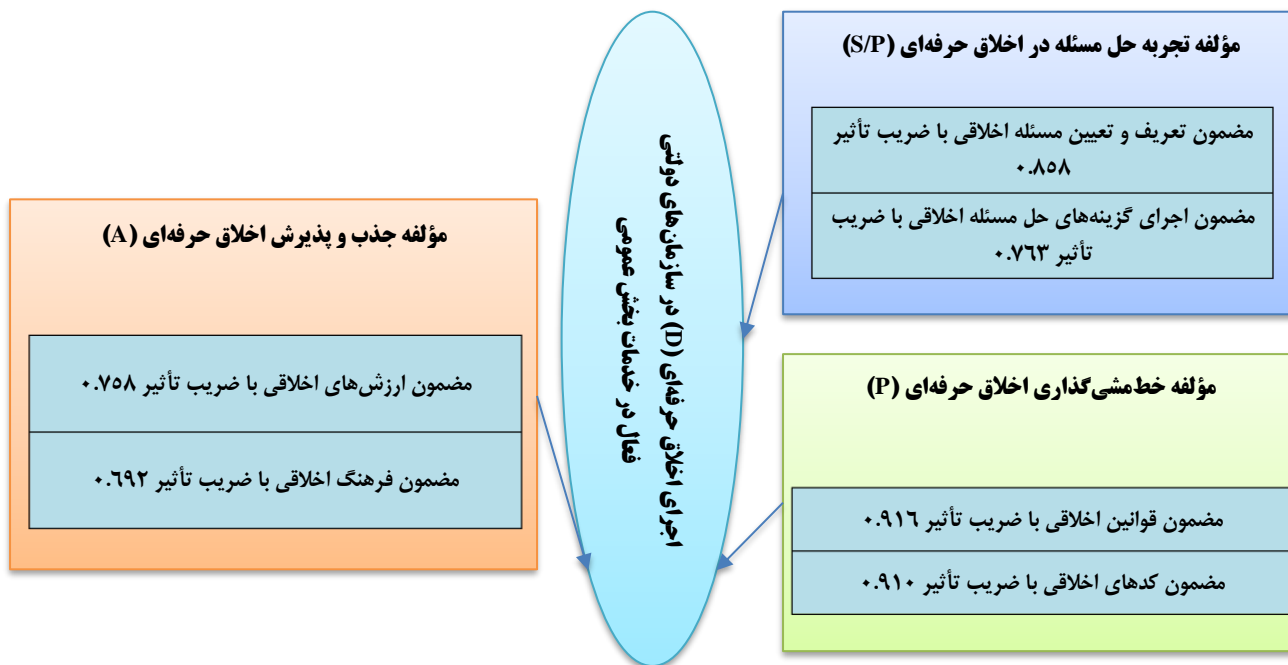 مؤلفه تجربه حل مسئله در اخلاق حرفه‌ای (S/P)
مضمون تعریف و تعیین مسئله اخلاقی با ضریب تأثیر
۰.۸۵۸
مضمون اجرای گزینه‌های حل مسئله اخلاقی با ضریب
تأثیر ۰.۷۶۳
اجرای اخلاق حرفه‌ای (D) در سازمان‌های دولتی
فعال در خدمات بخش عمومی
مؤلفه جذب و پذیرش اخلاق حرفه‌ای (A)
مضمون ارزش‌های اخلاقی با ضریب تأثیر ۰.۷۵۸
مضمون فرهنگ اخلاقی با ضریب تأثیر ۰.۶۹۲
مؤلفه خط‌مشی‌گذاری اخلاق حرفه‌ای (P)
مضمون قوانین اخلاقی با ضریب تأثیر ۰.۹۱۶
مضمون کدهای اخلاقی با ضریب تأثیر ۰.۹۱۰